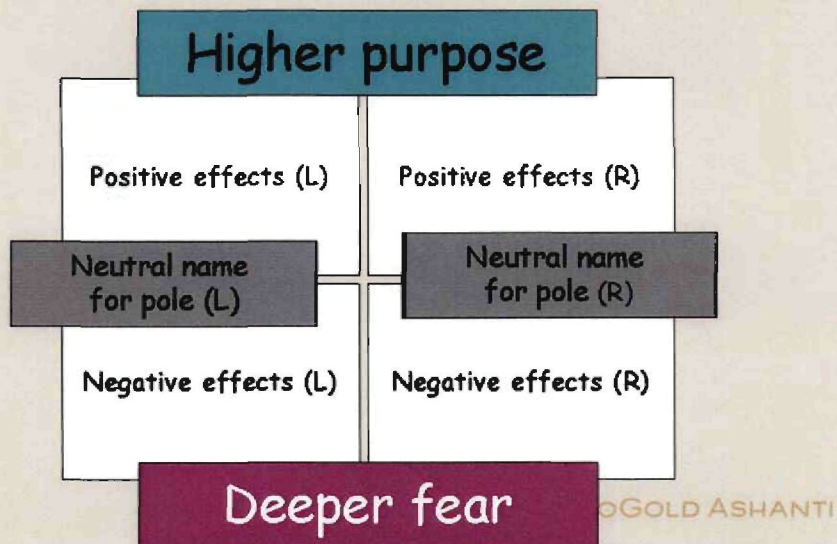 Higher purpose
Positive effects (L)
Positive effects (R)
Neutral name
for pole (L)
Neutral name
for pole (R)
Negative effects (L)
Negative effects (R)
Deeper fear
GOLD ASHANTI